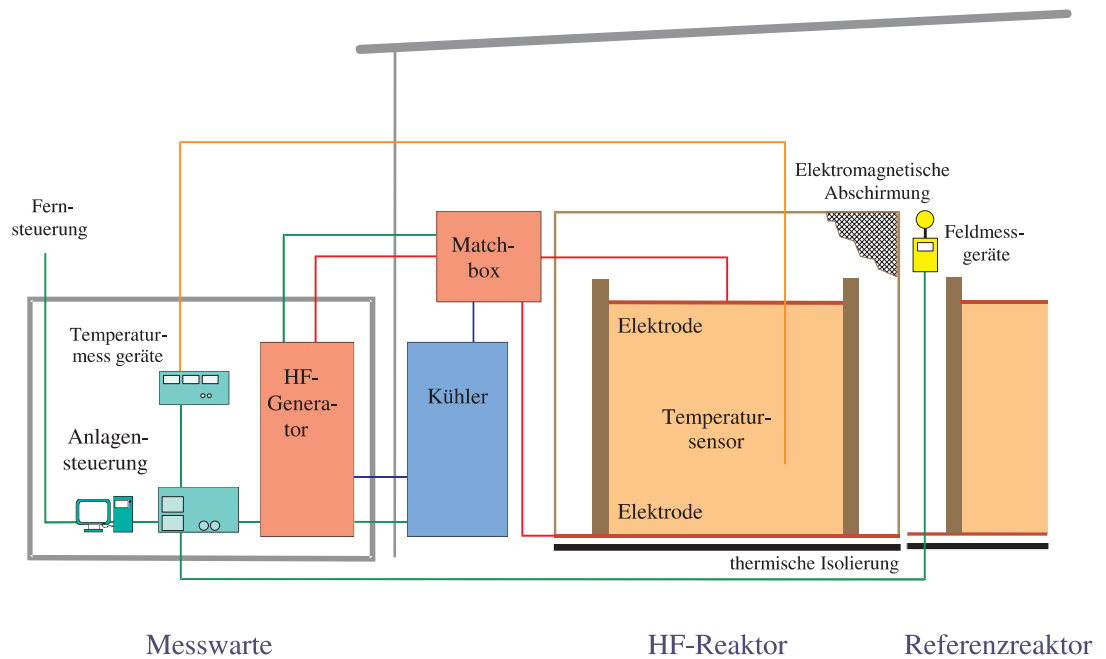 Elektromagnetische
Abschirmung
Fern-
steuerung
Match-
box
Feldmess-
geräte
Temperatur-
mess geräte
Elektrode
HF-
Genera-
tor
Kühler
Temperatur-
sensor
Anlagen-
steuerung
Elektrode
thermische Isolierung
Messwarte
HF-Reaktor
Referenzreaktor